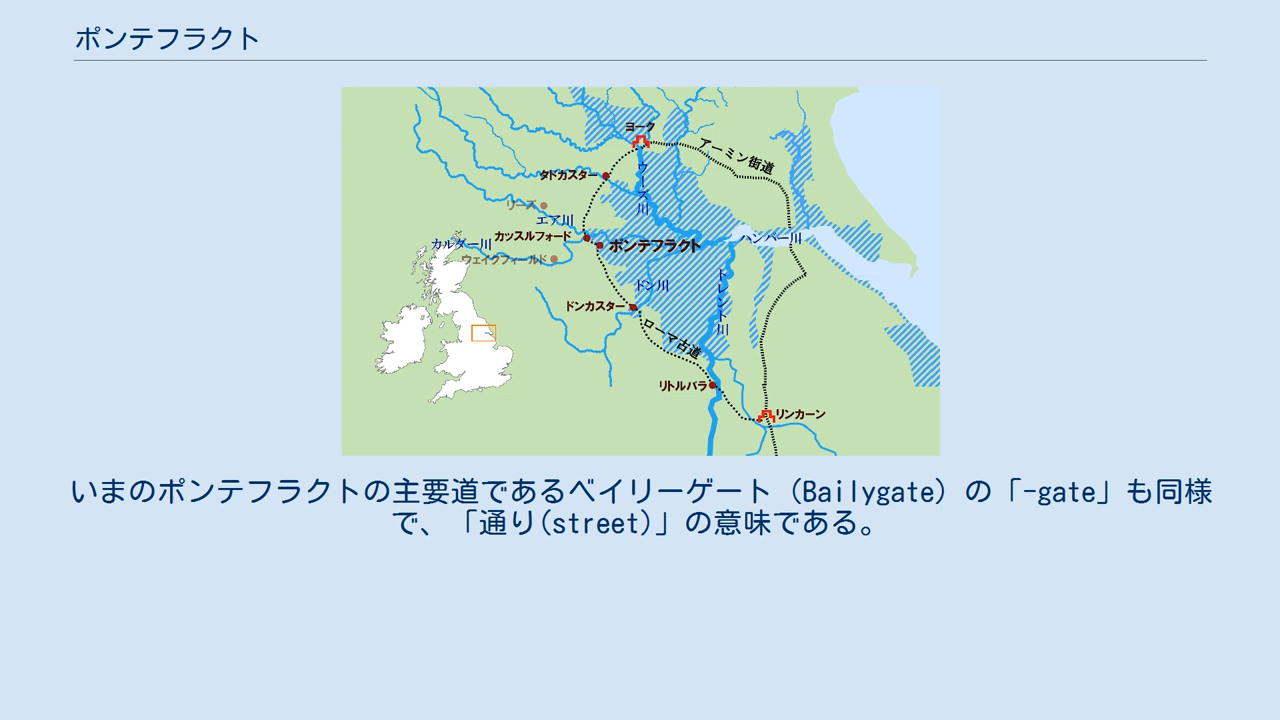 ポンテフラクト
ヨーク
アーミン街道
タドカスター
ウーズ川
リーズ
エア川
カッスルフォード
カルダー川
ポンテフラクト
ハンバー川
ウェイクフィールド
ドン川
トレント川
ドンカスター
ローマ古道
リトルバラ
リンカーン
いまのポンテフラクトの主要道であるベイリーゲート（Bailygate）の「-gate」も同様
で、「通り(street)」の意味である。